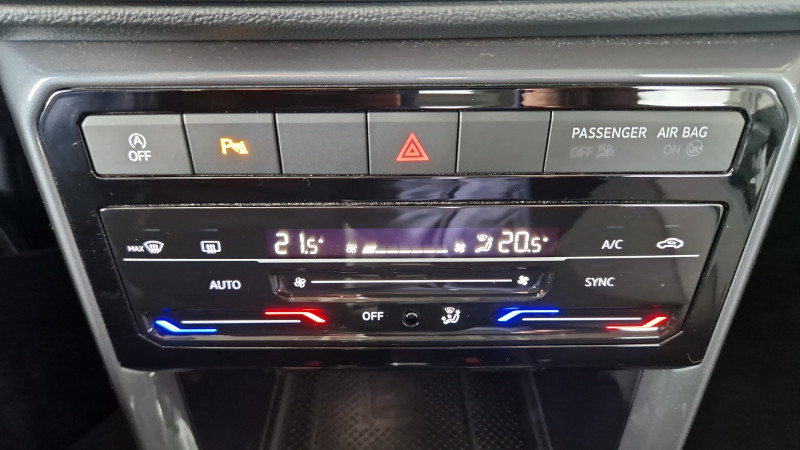 A OFF P PASSENGER AIR BAG
OFF ON
MAX 21.5° 20.5° A/C
AUTO SYNC
OFF